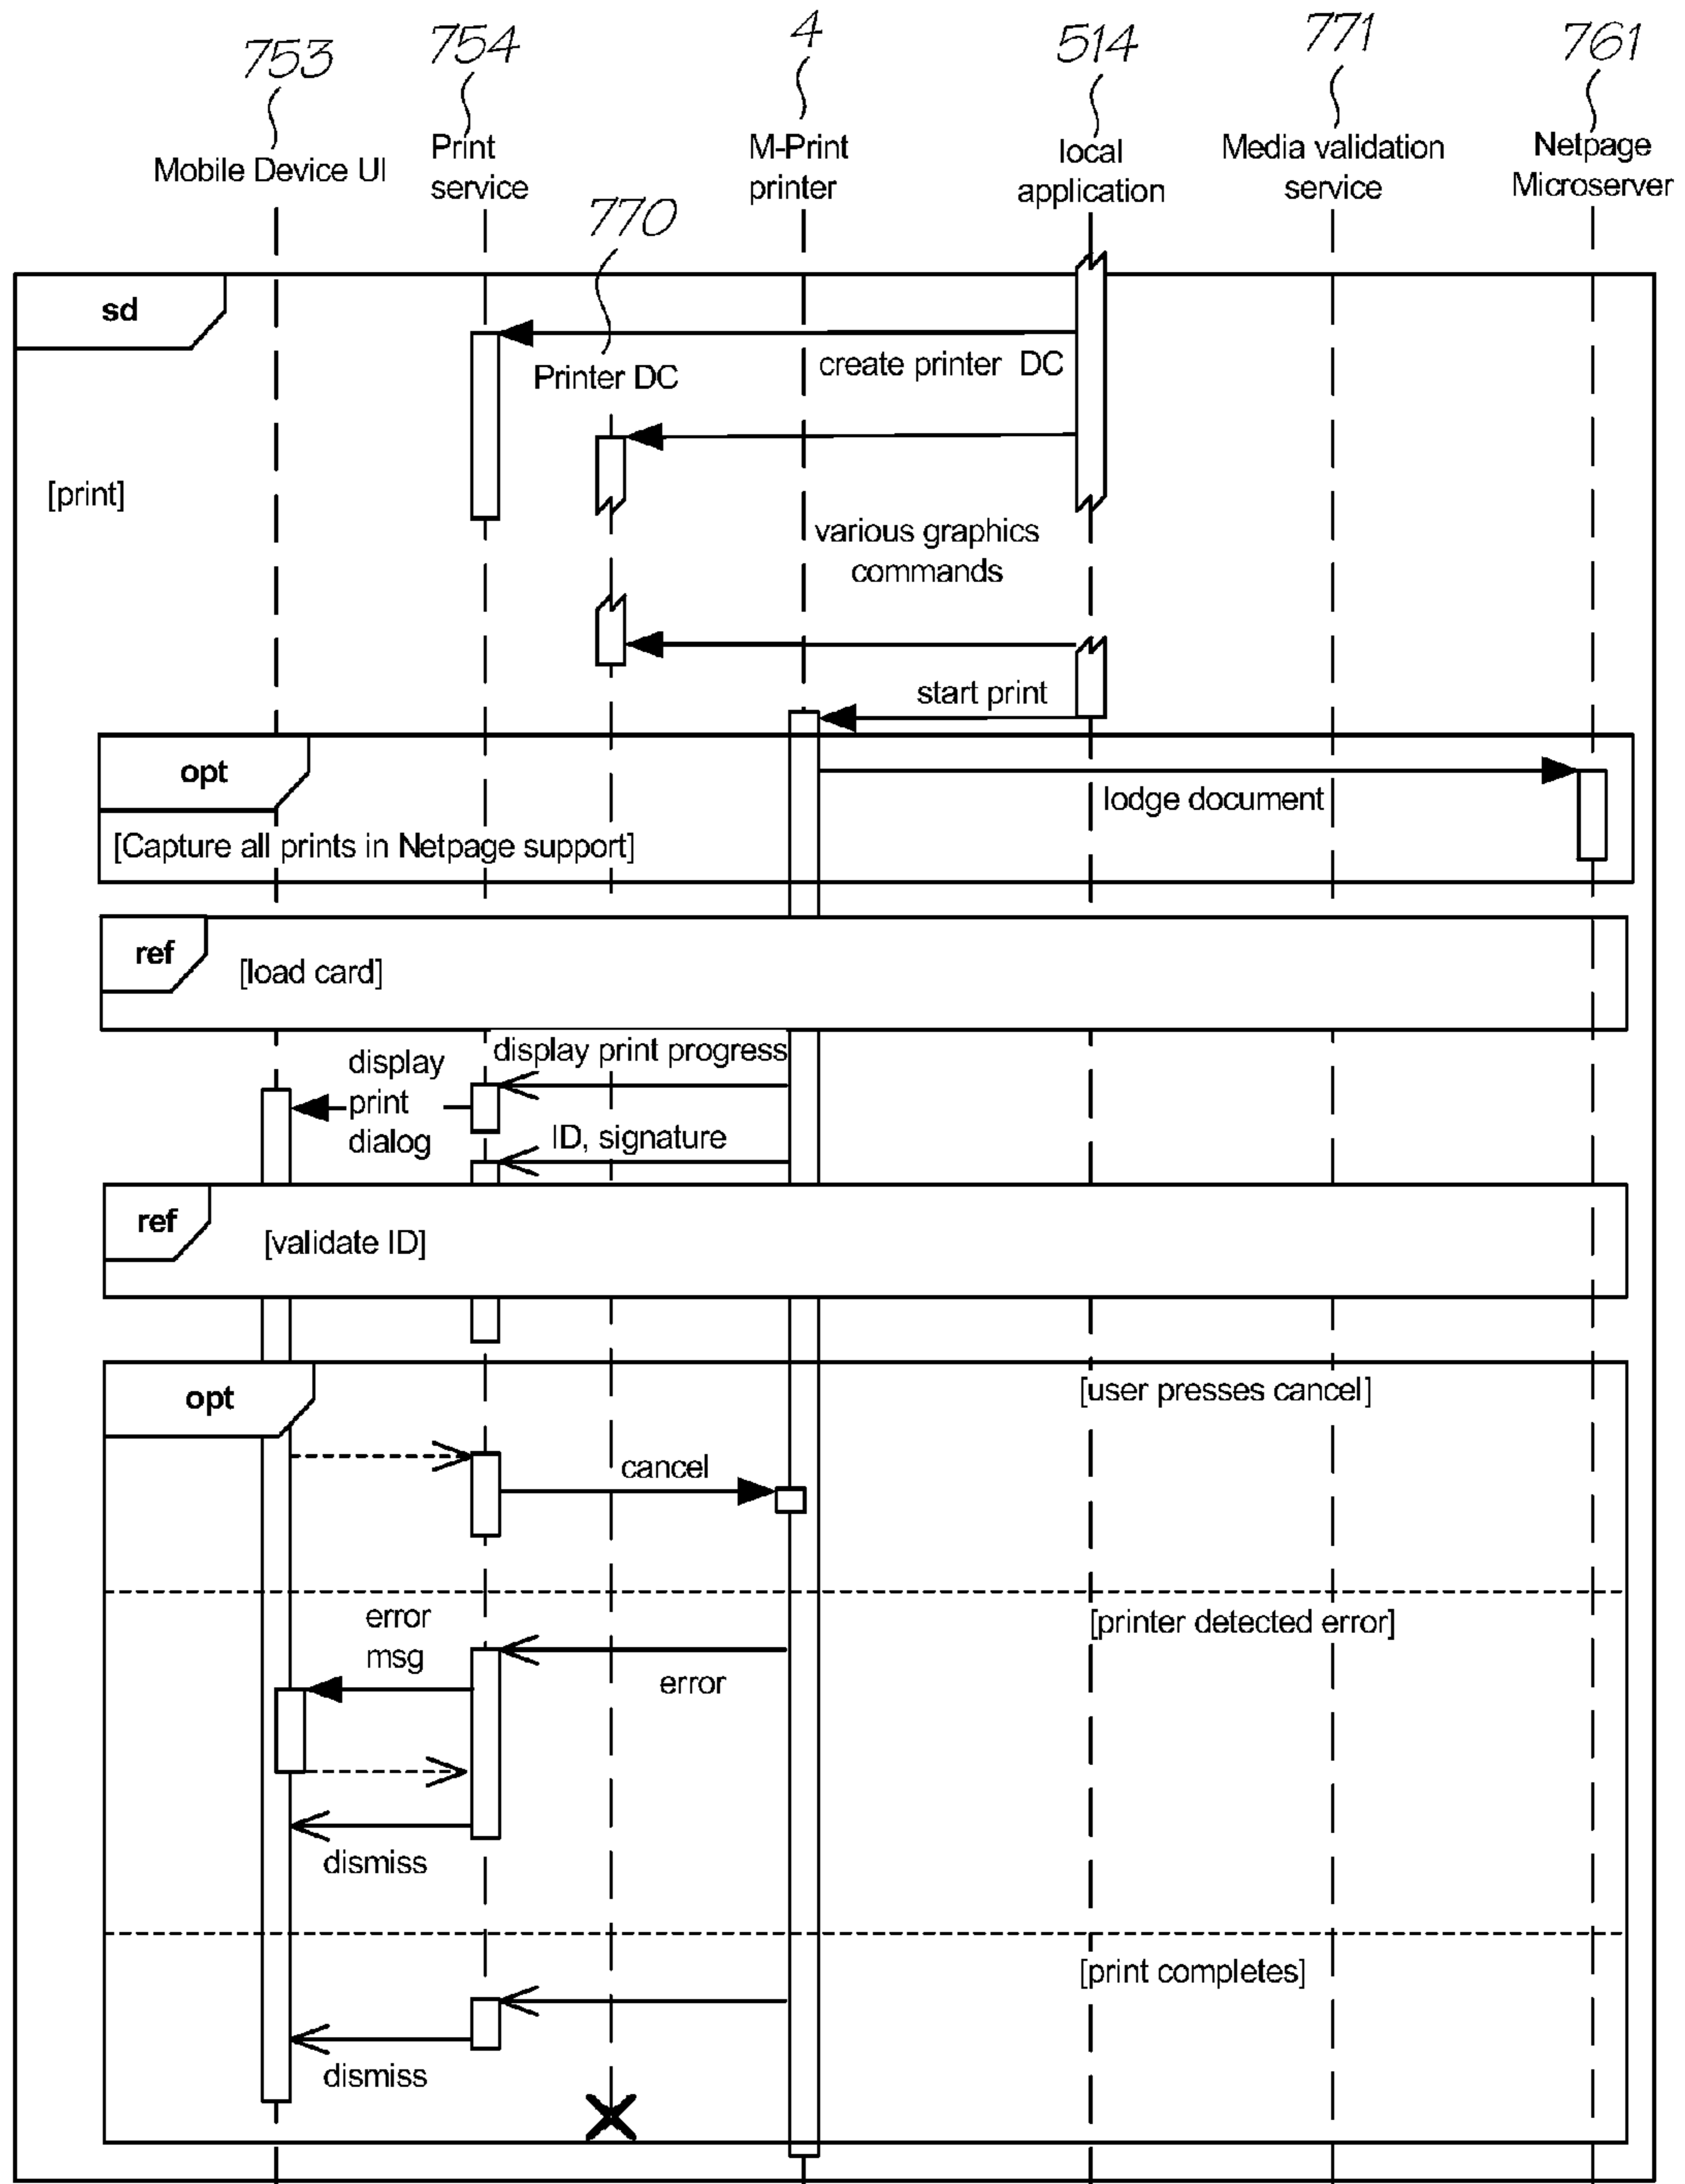 753
754
4
514
771
761
Mobile Device UI
Print
service
M-Print
printer
local
application
Media validation
service
Netpage
Microserver
770
sd
create printer DC
Printer DC
[print]
various graphics
commands
start print
opt
lodge document
[Capture all prints in Netpage support]
ref
[load card]
display print progress
display
print
dialog
ID, signature
ref
[validate ID]
opt
[user presses cancel]
cancel
error
msg
[printer detected error]
error
dismiss
[print completes]
dismiss